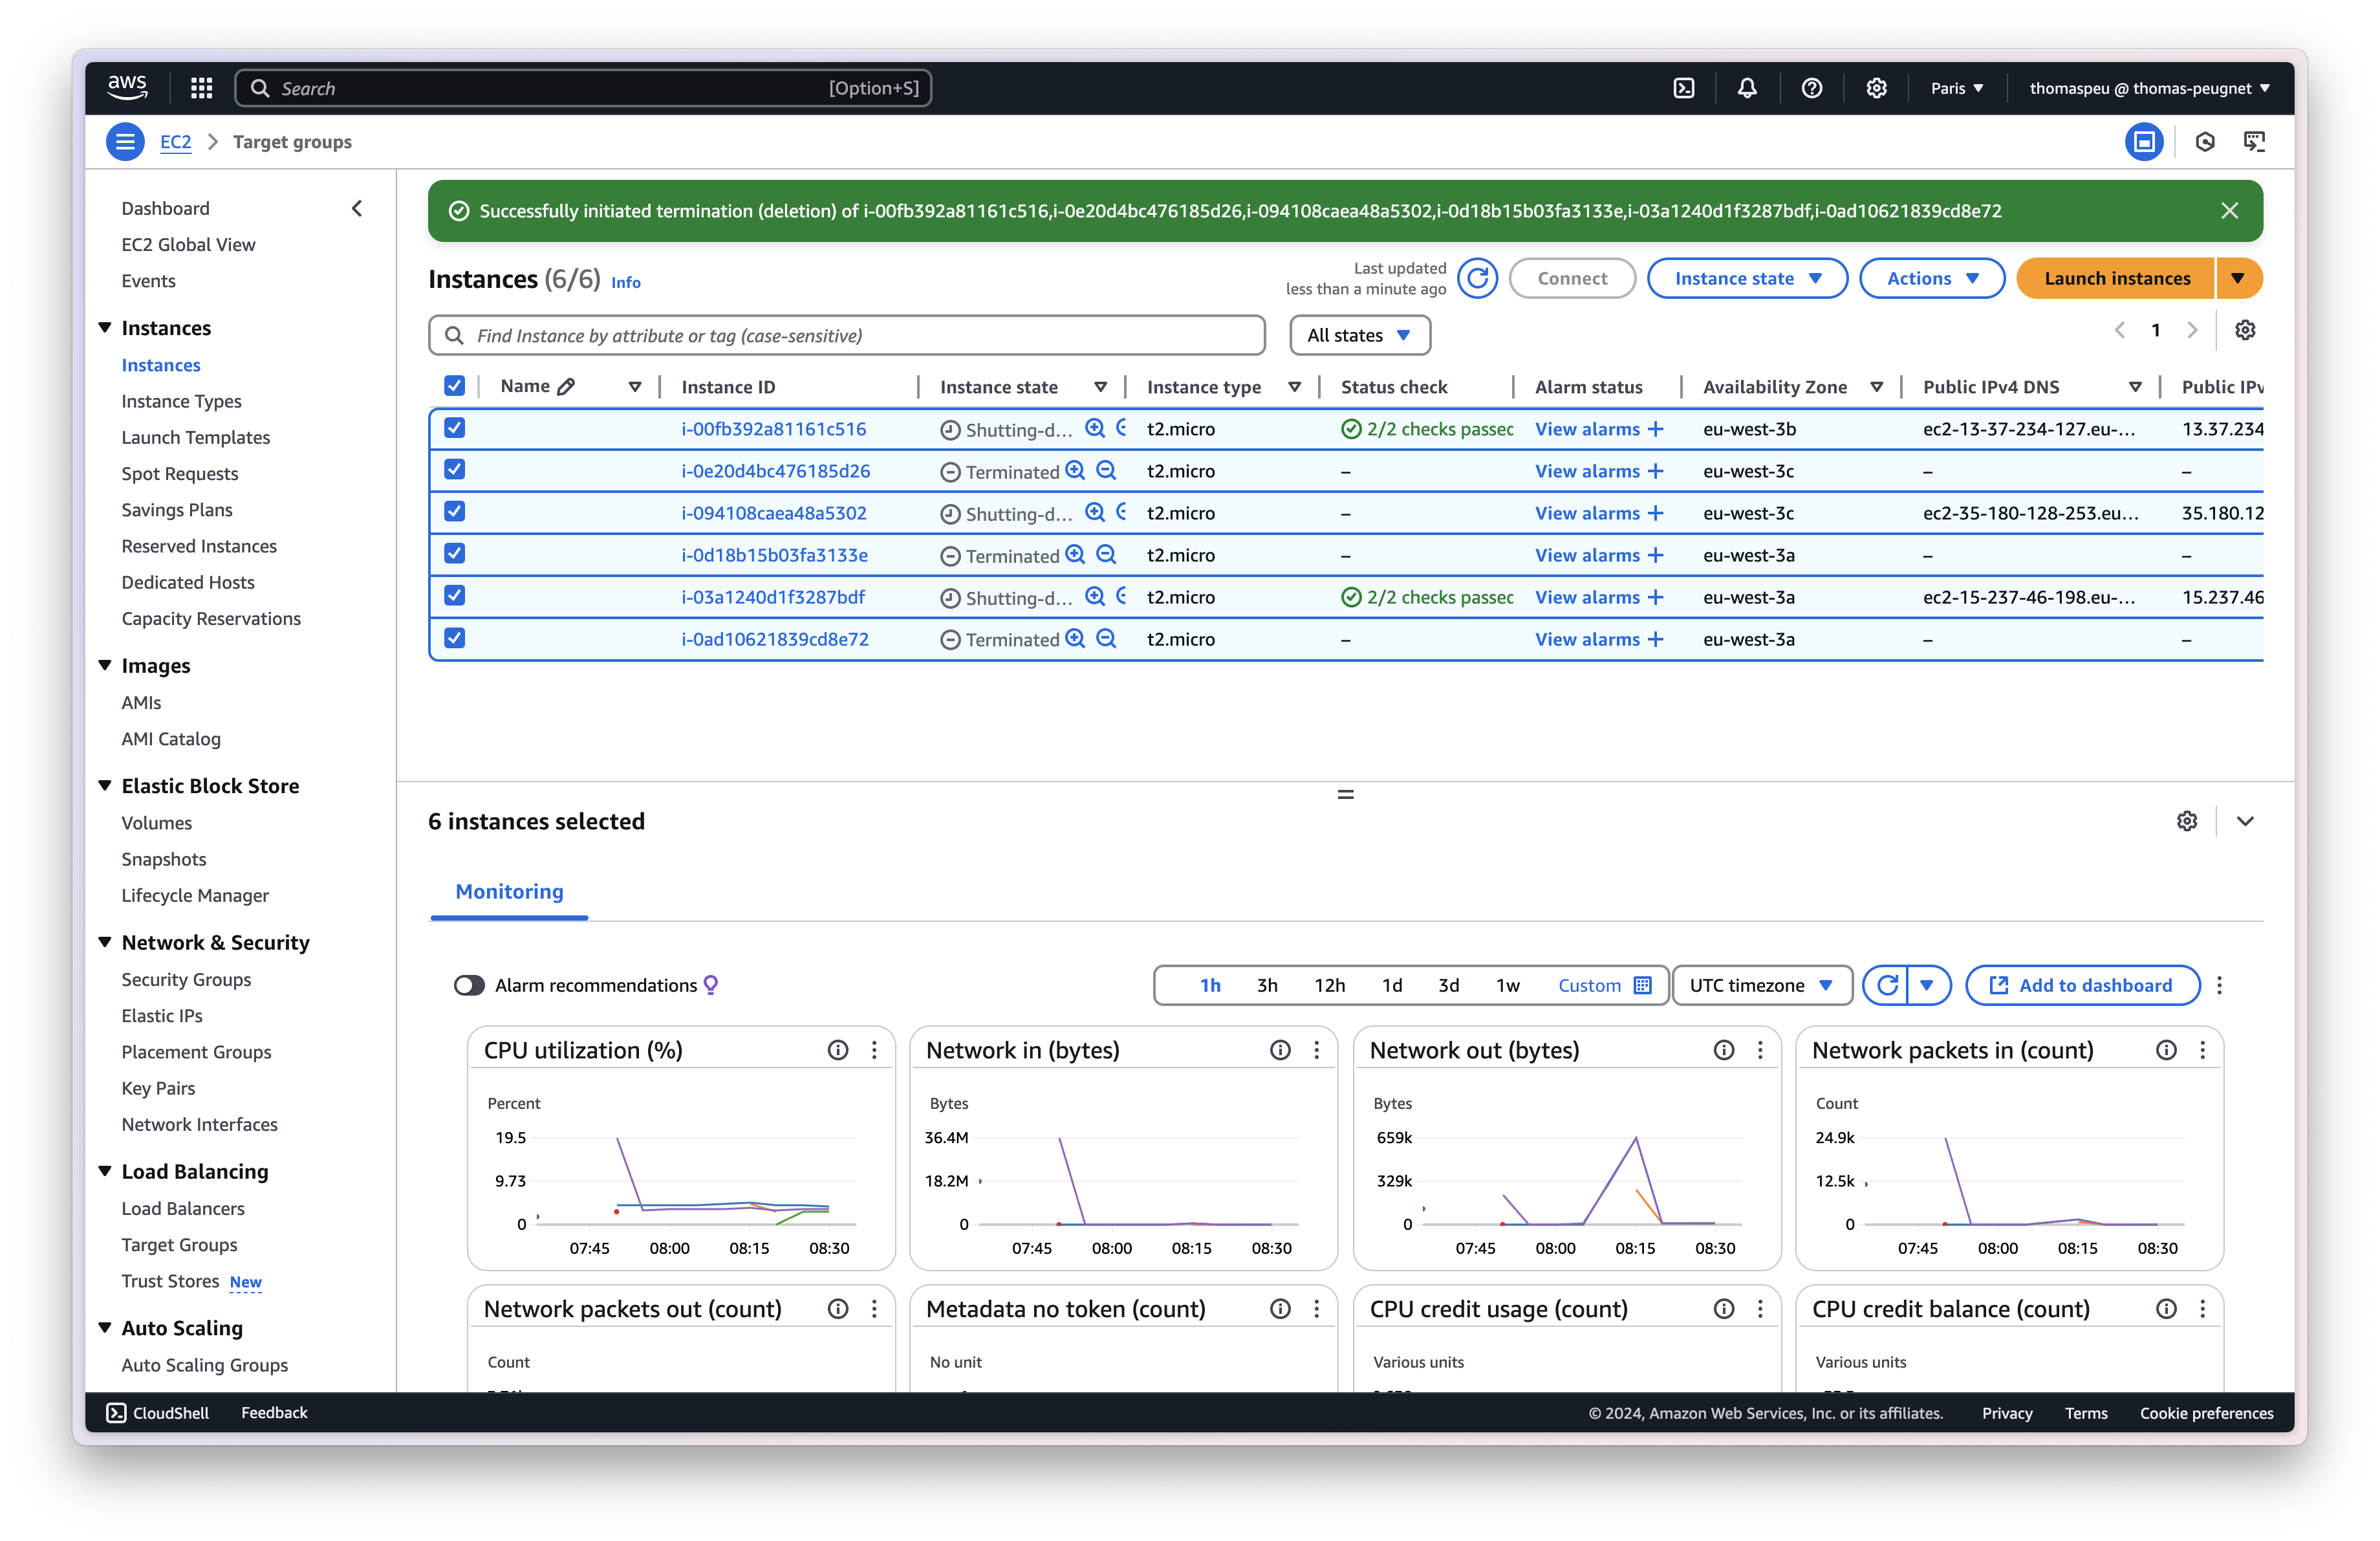 aws Search [Option+S] Paris thomaspeu @ thomas-peugnet
EC2 Target groups
Dashboard
EC2 Global View
Events
Instances
Instances
Instance Types
Launch Templates
Spot Requests
Savings Plans
Reserved Instances
Dedicated Hosts
Capacity Reservations
Images
AMIs
AMI Catalog
Elastic Block Store
Volumes
Snapshots
Lifecycle Manager
Network & Security
Security Groups
Elastic IPs
Placement Groups
Key Pairs
Network Interfaces
Load Balancing
Load Balancers
Target Groups
Trust Stores New
Auto Scaling
Auto Scaling Groups
Successfully initiated termination (deletion) of i-00fb392a81161c516,i-0e20d4bc476185d26,i-094108caea48a5302,i-0d18b15b03fa3133e,i-03a1240d1f3287bdf,i-0ad10621839cd8e72
Instances (6/6) Info
Last updated
less than a minute ago
Connect Instance state Actions Launch instances
Find Instance by attribute or tag (case-sensitive) All states 1
Name Instance ID Instance state Instance type Status check Alarm status Availability Zone Public IPv4 DNS Public IPv
i-00fb392a81161c516 Shutting-d... t2.micro 2/2 checks passec View alarms + eu-west-3b ec2-13-37-234-127.eu-... 13.37.234
i-0e20d4bc476185d26 Terminated t2.micro – View alarms + eu-west-3c – –
i-094108caea48a5302 Shutting-d... t2.micro – View alarms + eu-west-3c ec2-35-180-128-253.eu... 35.180.12
i-0d18b15b03fa3133e Terminated t2.micro – View alarms + eu-west-3a – –
i-03a1240d1f3287bdf Shutting-d... t2.micro 2/2 checks passec View alarms + eu-west-3a ec2-15-237-46-198.eu-... 15.237.46
i-0ad10621839cd8e72 Terminated t2.micro – View alarms + eu-west-3a – –
6 instances selected
Monitoring
Alarm recommendations 1h 3h 12h 1d 3d 1w Custom UTC timezone Add to dashboard
CPU utilization (%)
Percent
19.5
9.73
0
07:45 08:00 08:15 08:30
Network in (bytes)
Bytes
36.4M
18.2M
0
07:45 08:00 08:15 08:30
Network out (bytes)
Bytes
659k
329k
0
07:45 08:00 08:15 08:30
Network packets in (count)
Count
24.9k
12.5k
0
07:45 08:00 08:15 08:30
Network packets out (count)
Count
Metadata no token (count)
No unit
CPU credit usage (count)
Various units
CPU credit balance (count)
Various units
CloudShell Feedback © 2024, Amazon Web Services, Inc. or its affiliates. Privacy Terms Cookie preferences